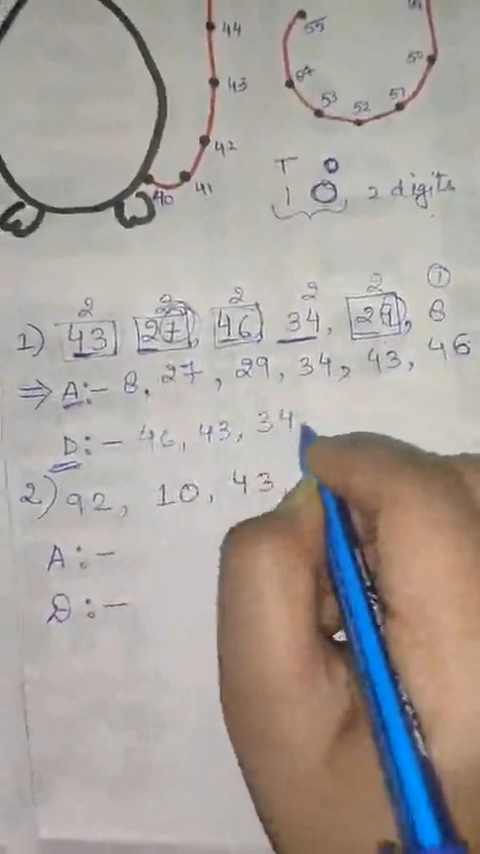 44
43
42
41
40
55
54
53
52
51
50
T O
1 0 2 digits
2 2 2 2 2 1
1) 43, 27, 46, 34, 29, 8
⇒ A:- 8, 27, 29, 34, 43, 46
D:- 46, 43, 34,
2) 92, 10, 43,
A:-
D:-